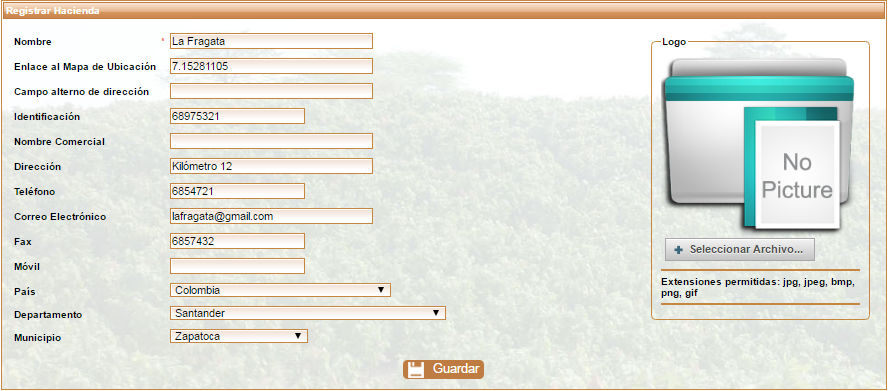 Registrar Hacienda
Nombre * La Fragata
Enlace al Mapa de Ubicación 7.15281105
Campo alterno de dirección
Identificación 68975321
Nombre Comercial
Dirección Kilómetro 12
Teléfono 6854721
Correo Electrónico lafragata@gmail.com
Fax 6857432
Móvil
País Colombia
Departamento Santander
Municipio Zapatoca
Logo
No
Picture
Seleccionar Archivo...
Extensiones permitidas: jpg, jpeg, bmp,
png, gif
Guardar